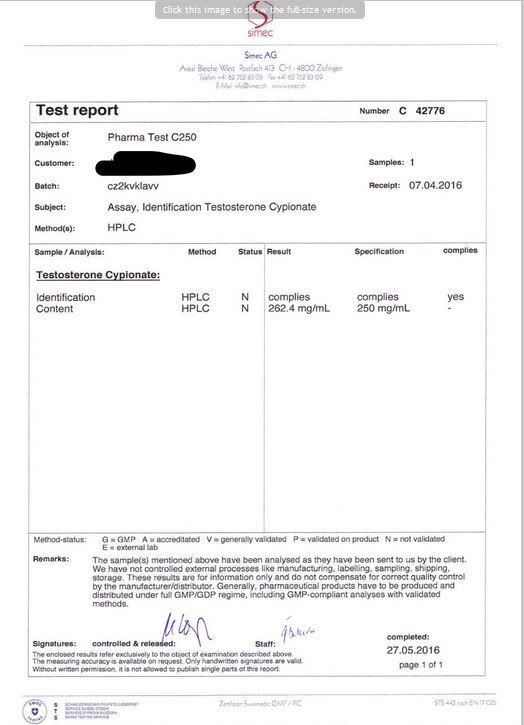 Click this image to show the full-size version.
simec
Simec AG
Areal Bleiche West Postfach 413 CH - 4800 Zofingen
Telefon +41 62 752 83 08 Fax +41 62 752 83 09
E-Mail info@simec.ch www.simec.ch
Test report Number C 42776
Object of analysis: Pharma Test C250
Customer: Samples: 1
Batch: cz2kvklavv Receipt: 07.04.2016
Subject: Assay, Identification Testosterone Cypionate
Method(s): HPLC
Sample / Analysis: Method Status Result Specification complies
Testosterone Cypionate:
Identification HPLC N complies complies yes
Content HPLC N 262.4 mg/mL 250 mg/mL -
Method-status: G = GMP A = accreditated V = generally validated P = validated on product N = not validated
E = external lab
Remarks: The sample(s) mentioned above have been analysed as they have been sent to us by the client.
We have not controlled external processes like manufacturing, labelling, sampling, shipping,
storage. These results are for information only and do not compensate for correct quality control
by the manufacturer/distributor. Generally, pharmaceutical products have to be produced and
distributed under full GMP/GDP regime, including GMP-compliant analyses with validated
methods.
Signatures: controlled & released: Staff: completed:
27.05.2016
The enclosed results refer exclusively to the object of examination described above.
The measuring accuracy is available on request. Only handwritten signatures are valid.
Without written permission, it is not allowed to publish single parts of this report.
page 1 of 1
STS
SCHWEIZERISCHER PRÜFSTELLENDIENST
SERVICE SUISSE D'ESSAI
SERVIZIO DI PROVA SVIZZERO
SWISS TESTING SERVICE
Zertifiziert Swissmedic GMP / PIC
STS 443 nach EN 17 025